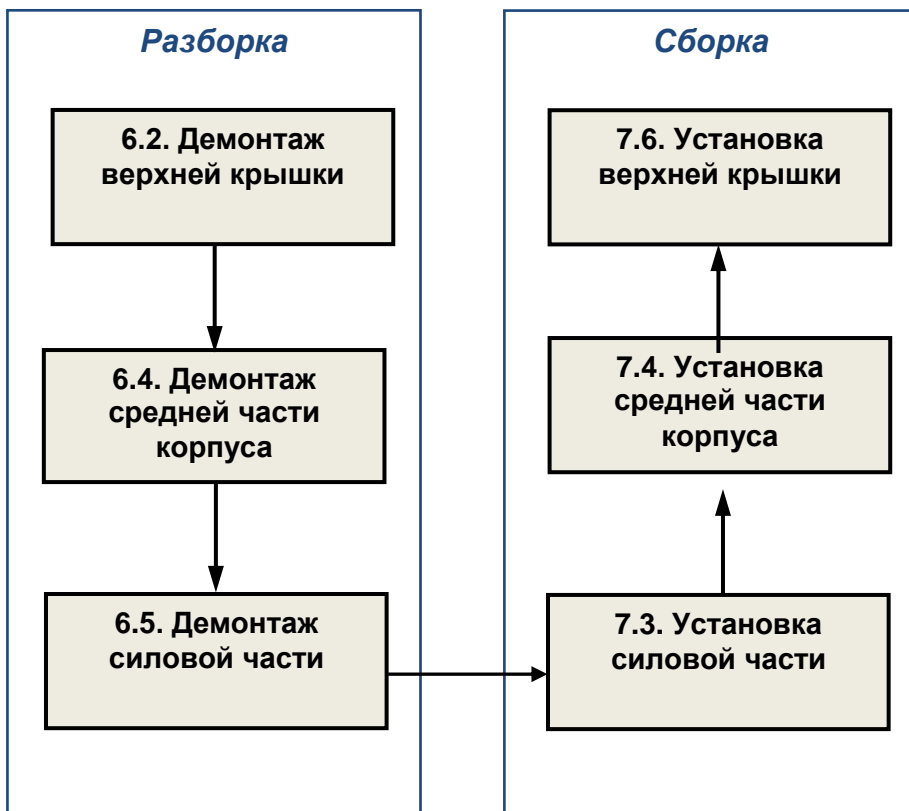 Разборка
6.2. Демонтаж
верхней крышки
6.4. Демонтаж
средней части
корпуса
6.5. Демонтаж
силовой части
Сборка
7.6. Установка
верхней крышки
7.4. Установка
средней части
корпуса
7.3. Установка
силовой части